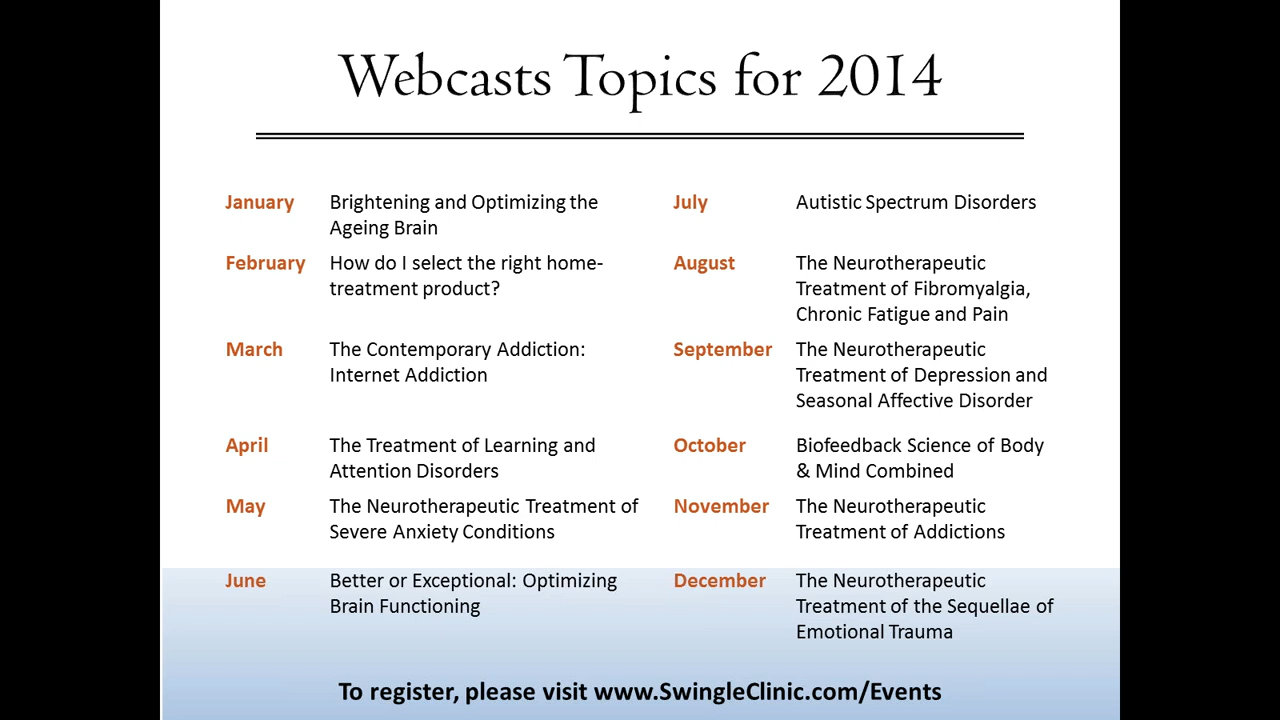 Webcasts Topics for 2014
January
Brightening and Optimizing the
Ageing Brain
February
How do I select the right home-
treatment product?
March
The Contemporary Addiction:
Internet Addiction
April
The Treatment of Learning and
Attention Disorders
May
The Neurotherapeutic Treatment of
Severe Anxiety Conditions
June
Better or Exceptional: Optimizing
Brain Functioning
July
Autistic Spectrum Disorders
August
The Neurotherapeutic
Treatment of Fibromyalgia,
Chronic Fatigue and Pain
September
The Neurotherapeutic
Treatment of Depression and
Seasonal Affective Disorder
October
Biofeedback Science of Body
& Mind Combined
November
The Neurotherapeutic
Treatment of Addictions
December
The Neurotherapeutic
Treatment of the Sequellae of
Emotional Trauma
To register, please visit www.SwingleClinic.com/Events